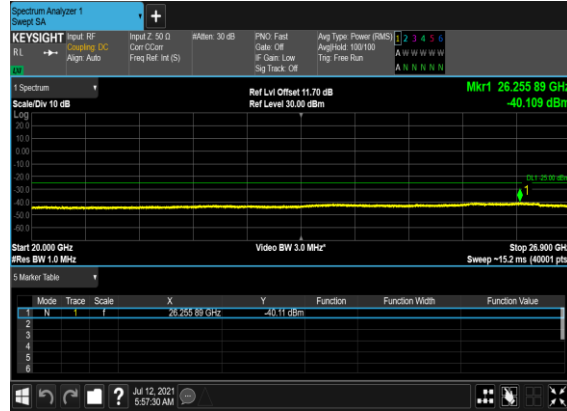 Spectrum Analyzer 1
Swept SA
KEYSIGHT Input: RF Input Z: 50 Ω #Atten: 30 dB PNO: Fast Avg Type: Power (RMS) 1 2 3 4 5 6
RL Coupling: DC Corr CCorr Gate: Off Avg|Hold: 100/100 A W W W W W
Align: Auto Freq Ref: Int (S) IF Gain: Low Trig: Free Run
Sig Track: Off A N N N N N
LW
1 Spectrum Ref Lvl Offset 11.70 dB Mkr1 26.255 89 GHz
Scale/Div 10 dB Ref Level 30.00 dBm -40.109 dBm
Log
20.0
10.0
0.00
-10.0
-20.0 DL1 -25.00 dBm
-30.0 1
-40.0
-50.0
-60.0
Start 20.000 GHz Video BW 3.0 MHz* Stop 26.900 GHz
#Res BW 1.0 MHz Sweep ~15.2 ms (40001 pts
5 Marker Table
Mode Trace Scale X Y Function Function Width Function Value
1 N 1 f 26.255 89 GHz -40.11 dBm
2
3
4
5
6
? Jul 12, 2021
5:57:30 AM